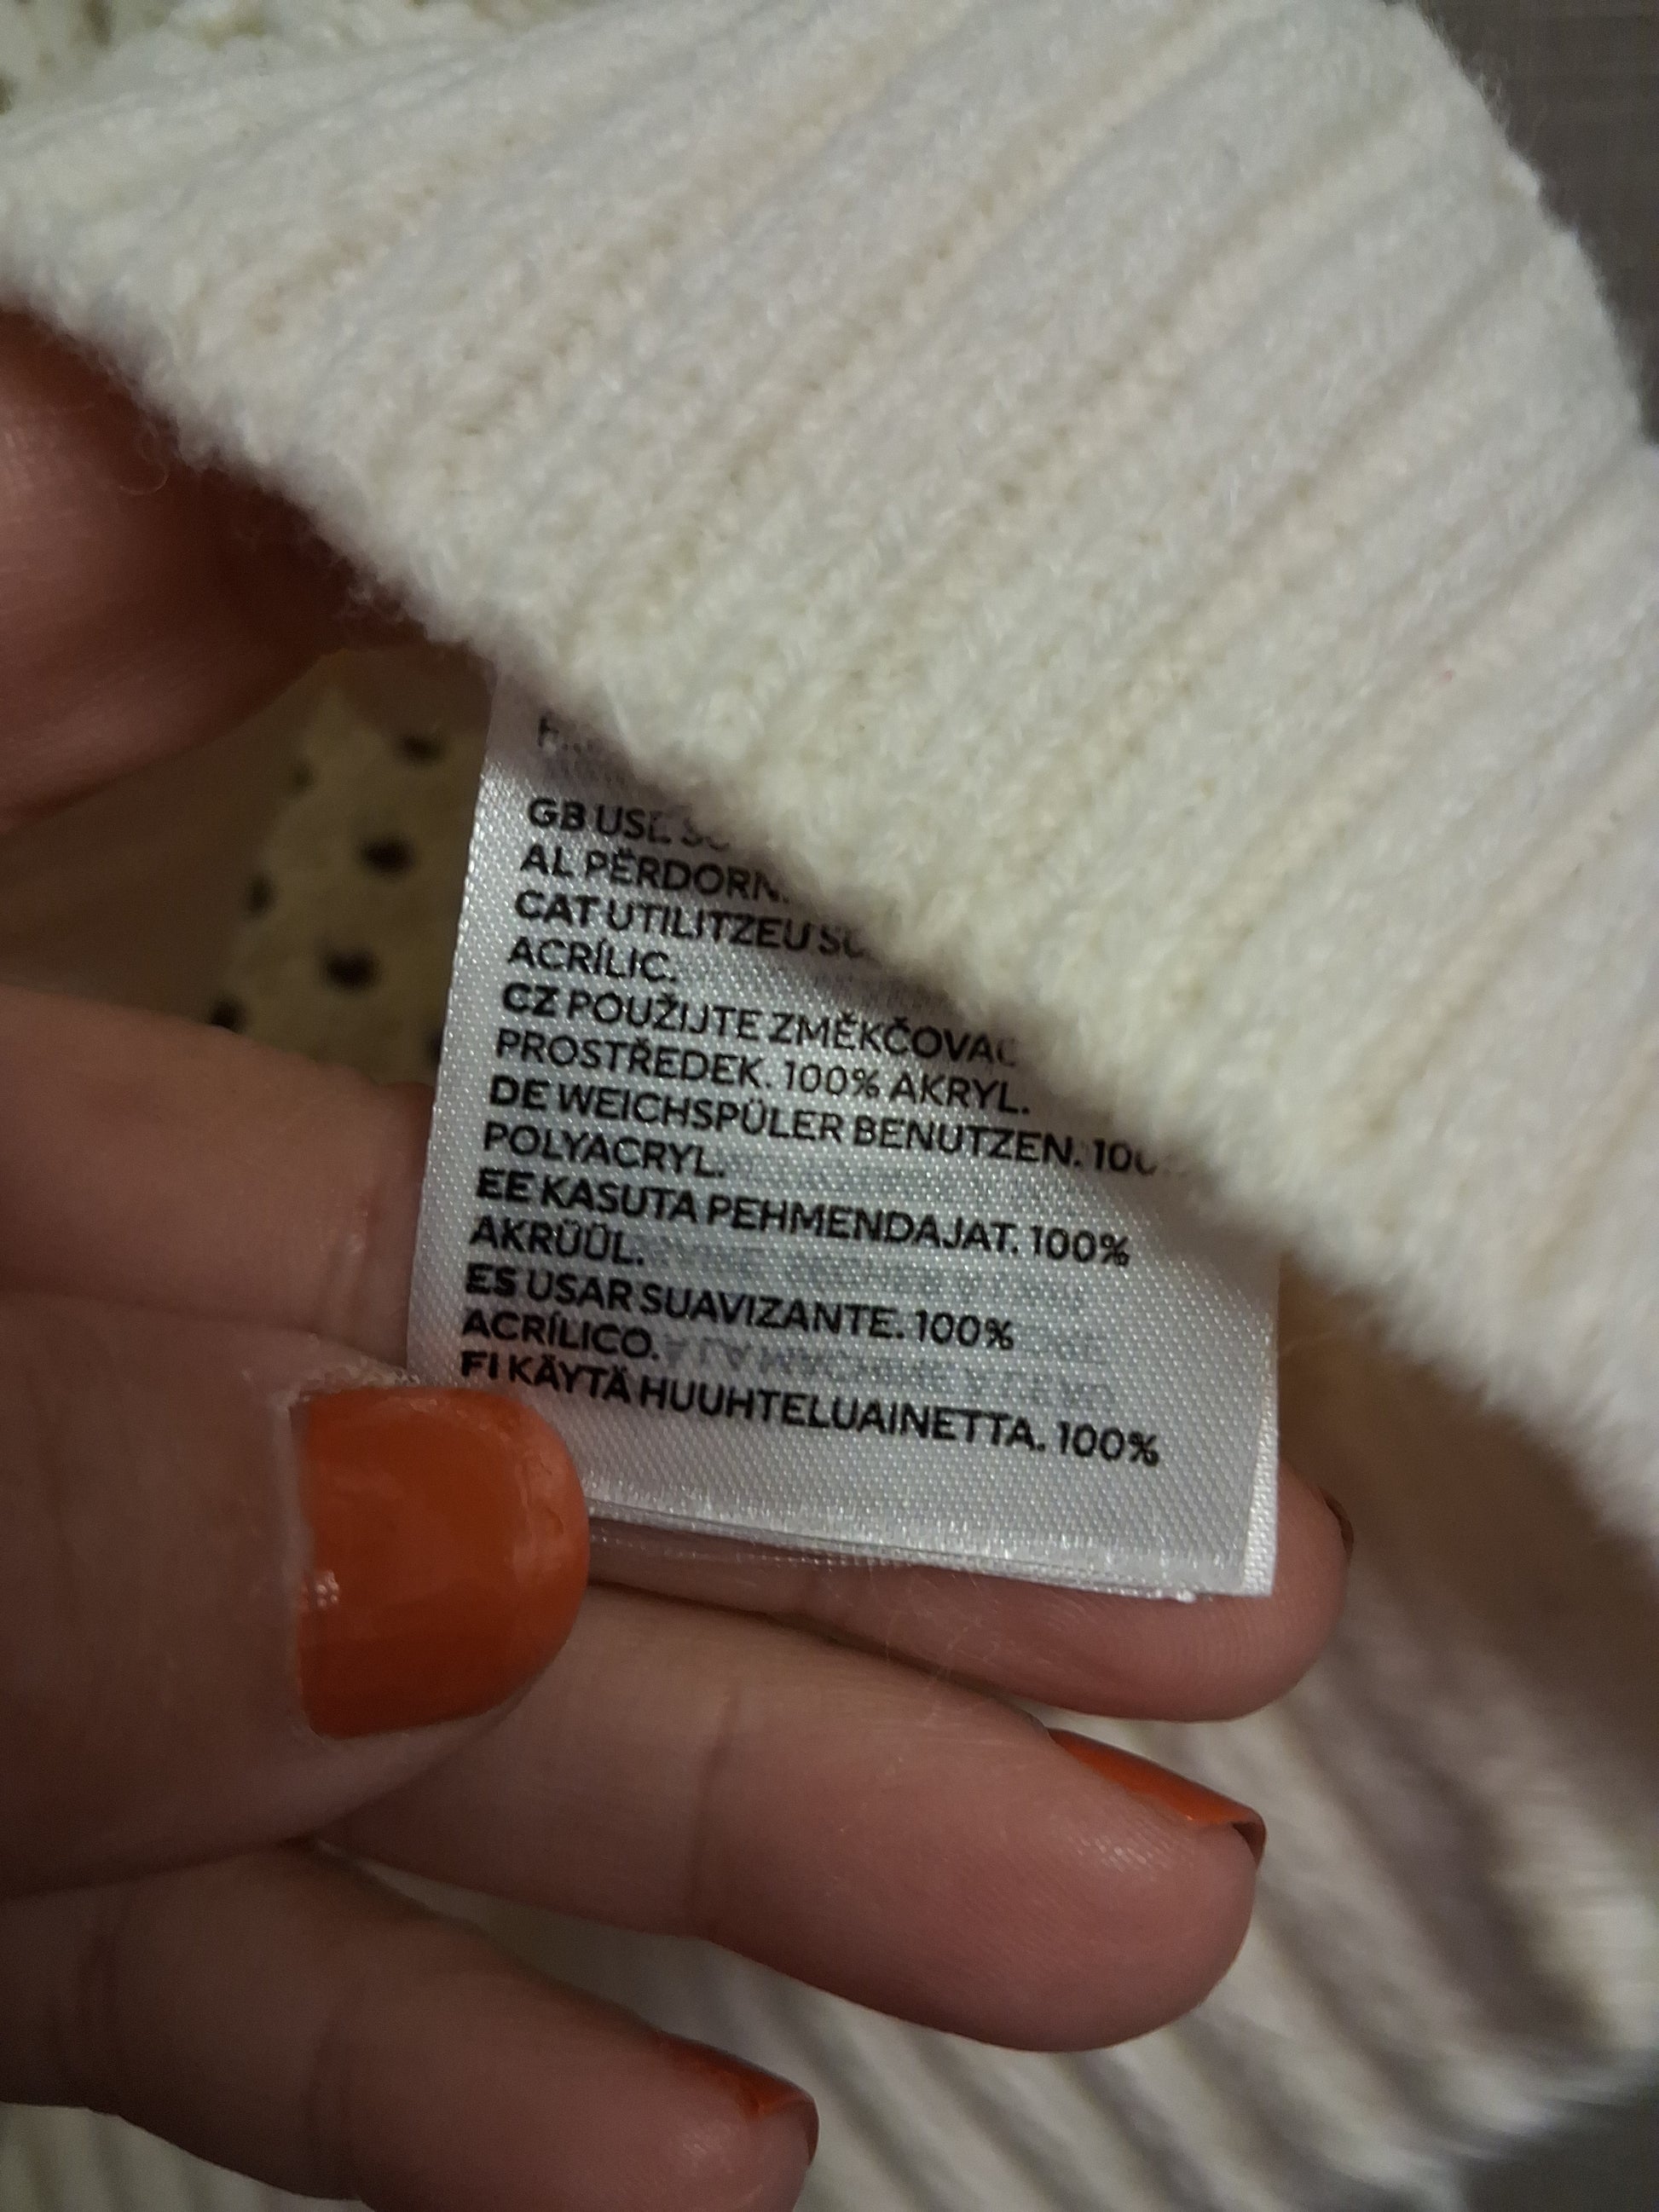 GB USE
AL PËRDORN
CAT UTILITZEU
ACRÍLIC.
CZ POUŽIJTE ZMĚKČOVAC
PROSTŘEDEK. 100% AKRYL.
DE WEICHSPÜLER BENUTZEN. 100
POLYACRYL.
EE KASUTA PEHMENDAJAT. 100%
AKRÜÜL.
ES USAR SUAVIZANTE. 100%
ACRÍLICO.
FI KÄYTÄ HUUHTELUAINETTA. 100%